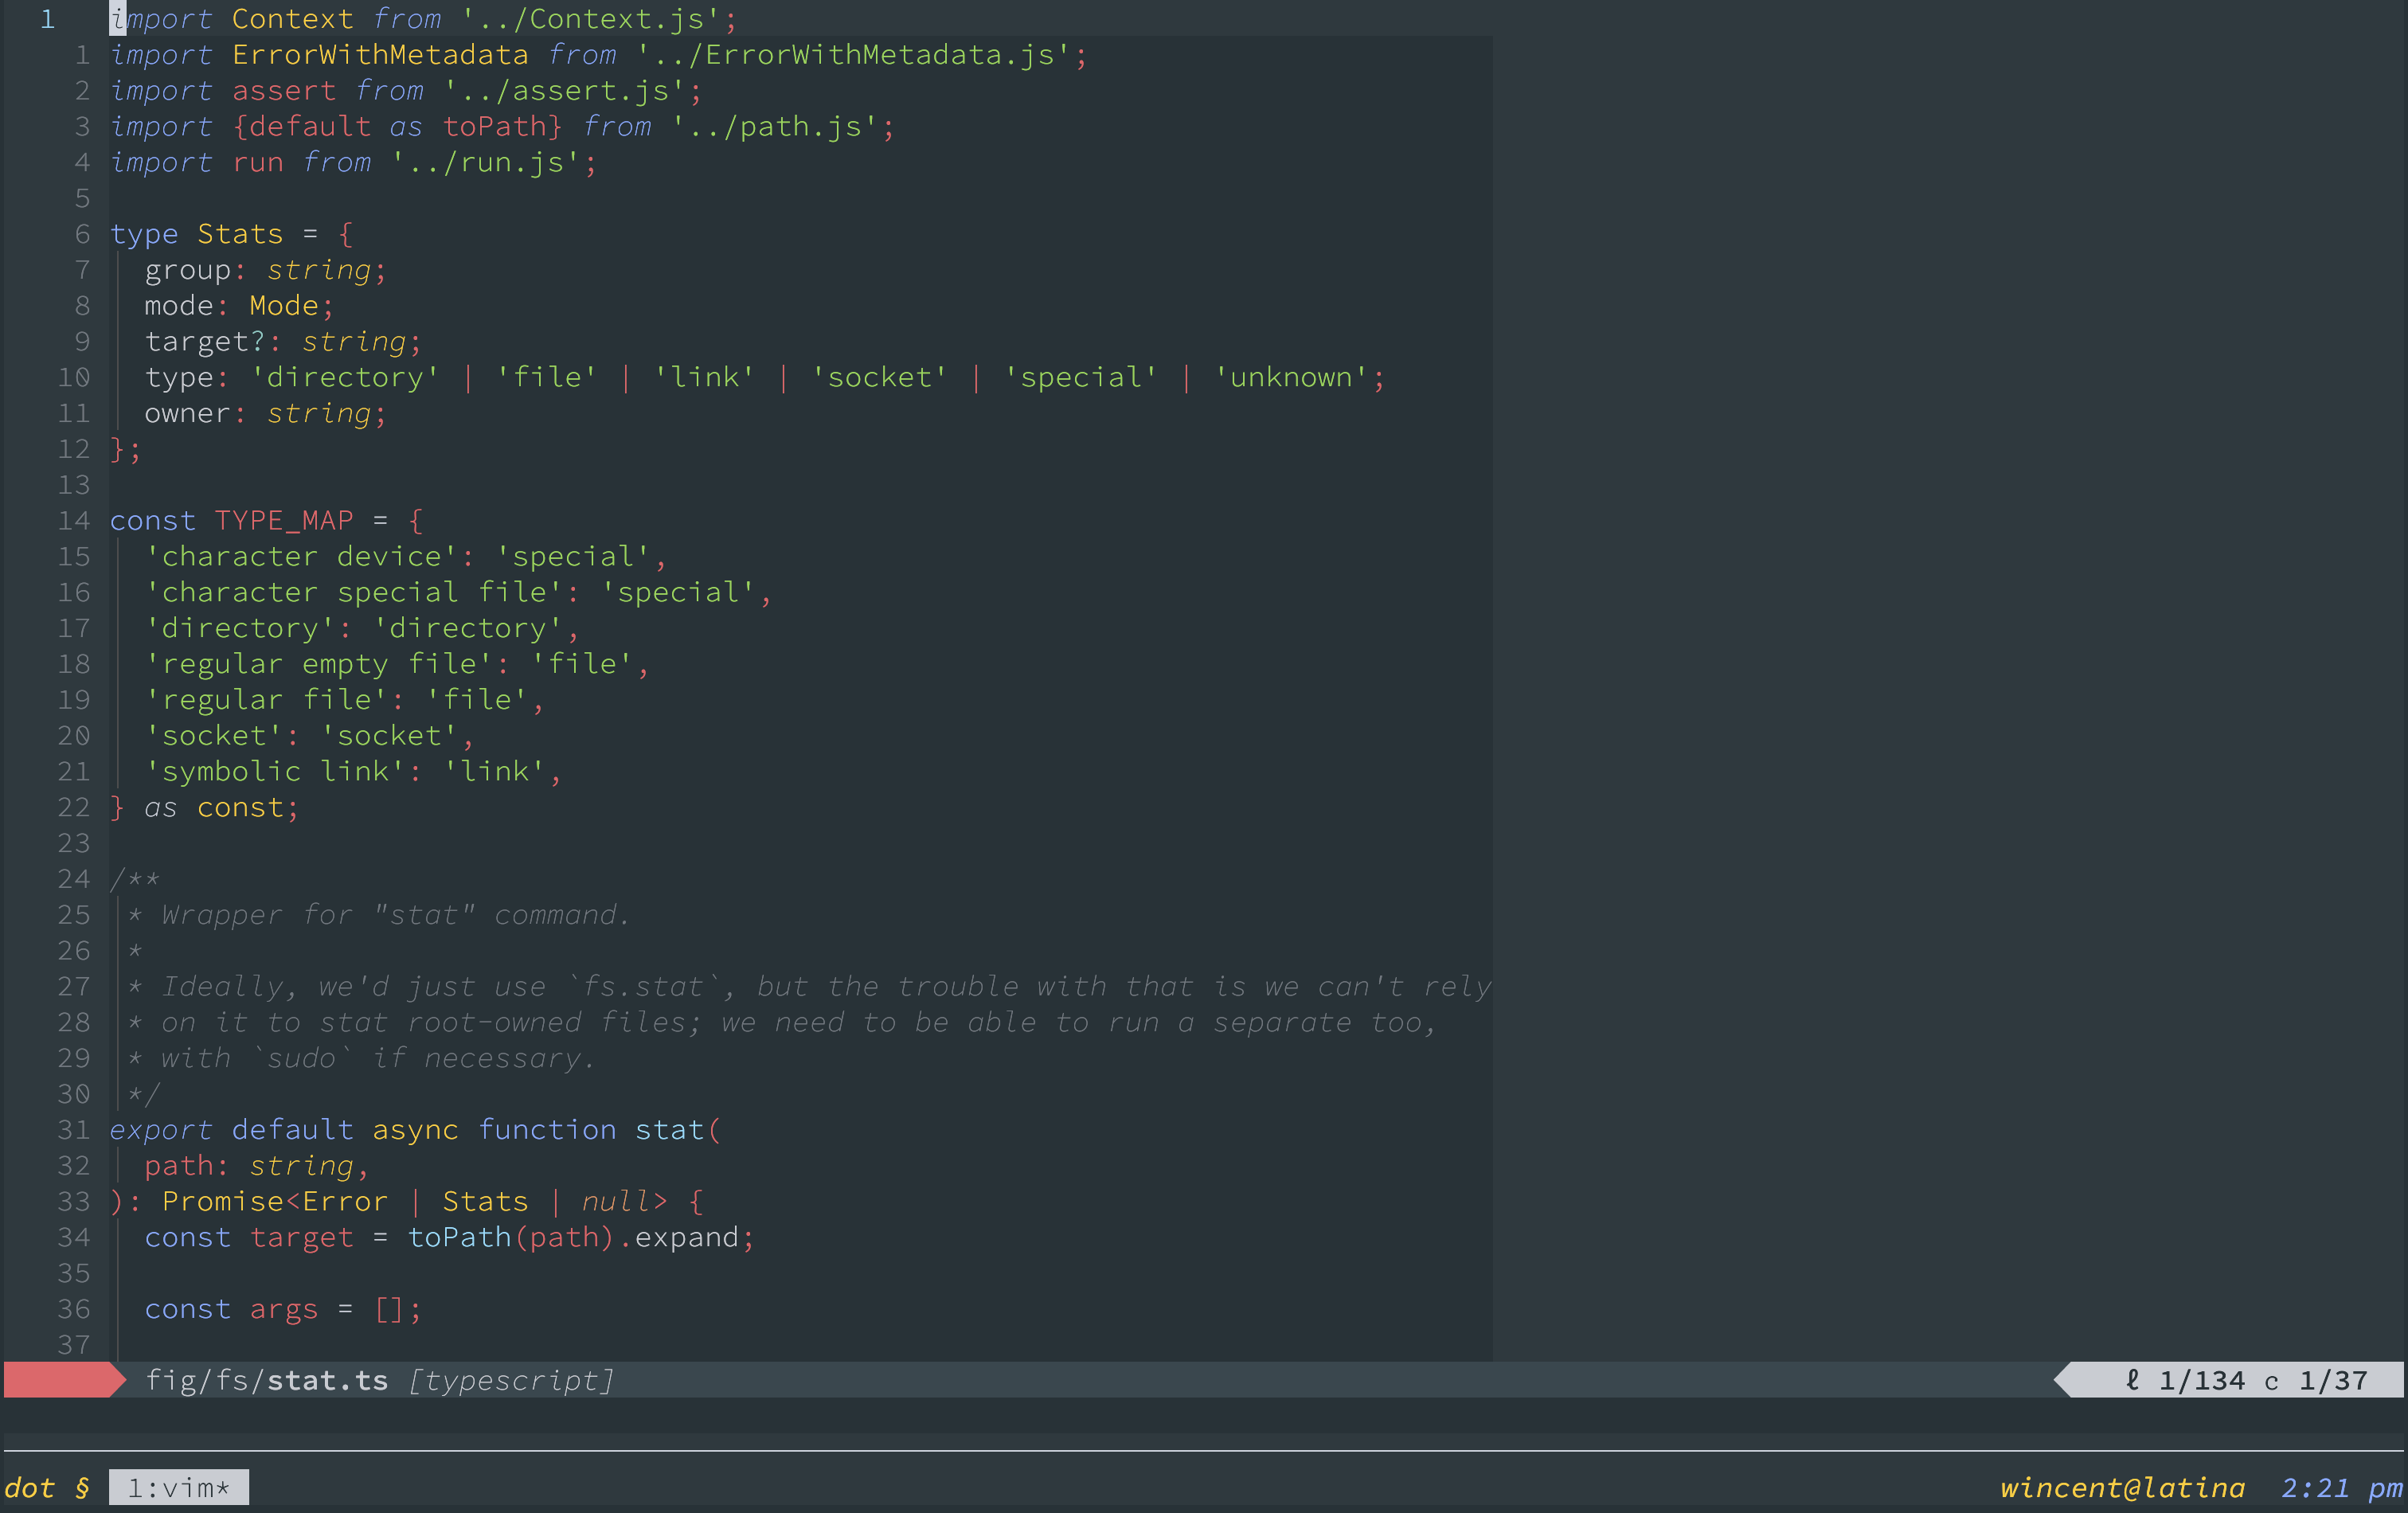 1 import Context from '../Context.js';
1 import ErrorWithMetadata from '../ErrorWithMetadata.js';
2 import assert from '../assert.js';
3 import {default as toPath} from '../path.js';
4 import run from '../run.js';
5
6 type Stats = {
7   group: string;
8   mode: Mode;
9   target?: string;
10   type: 'directory' | 'file' | 'link' | 'socket' | 'special' | 'unknown';
11   owner: string;
12 };
13
14 const TYPE_MAP = {
15   'character device': 'special',
16   'character special file': 'special',
17   'directory': 'directory',
18   'regular empty file': 'file',
19   'regular file': 'file',
20   'socket': 'socket',
21   'symbolic link': 'link',
22 } as const;
23
24 /**
25  * Wrapper for "stat" command.
26  *
27  * Ideally, we'd just use `fs.stat`, but the trouble with that is we can't rely
28  * on it to stat root-owned files; we need to be able to run a separate too,
29  * with `sudo` if necessary.
30  */
31 export default async function stat(
32   path: string,
33 ): Promise<Error | Stats | null> {
34   const target = toPath(path).expand;
35
36   const args = [];
37
fig/fs/stat.ts [typescript] ℓ 1/134 c 1/37
dot § 1:vim* wincent@latina 2:21 pm